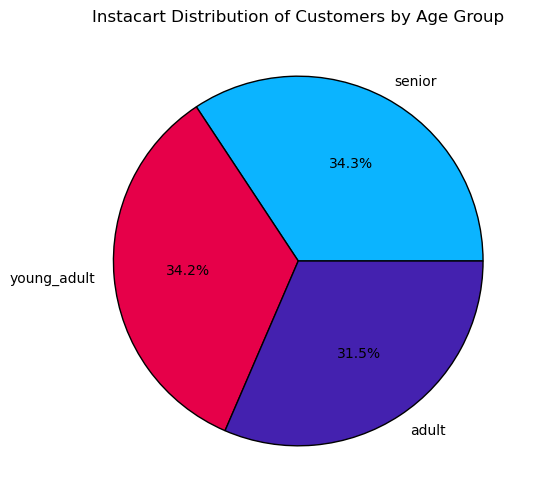 Instacart Distribution of Customers by Age Group
senior
34.3%
34.2%
young_adult
31.5%
adult